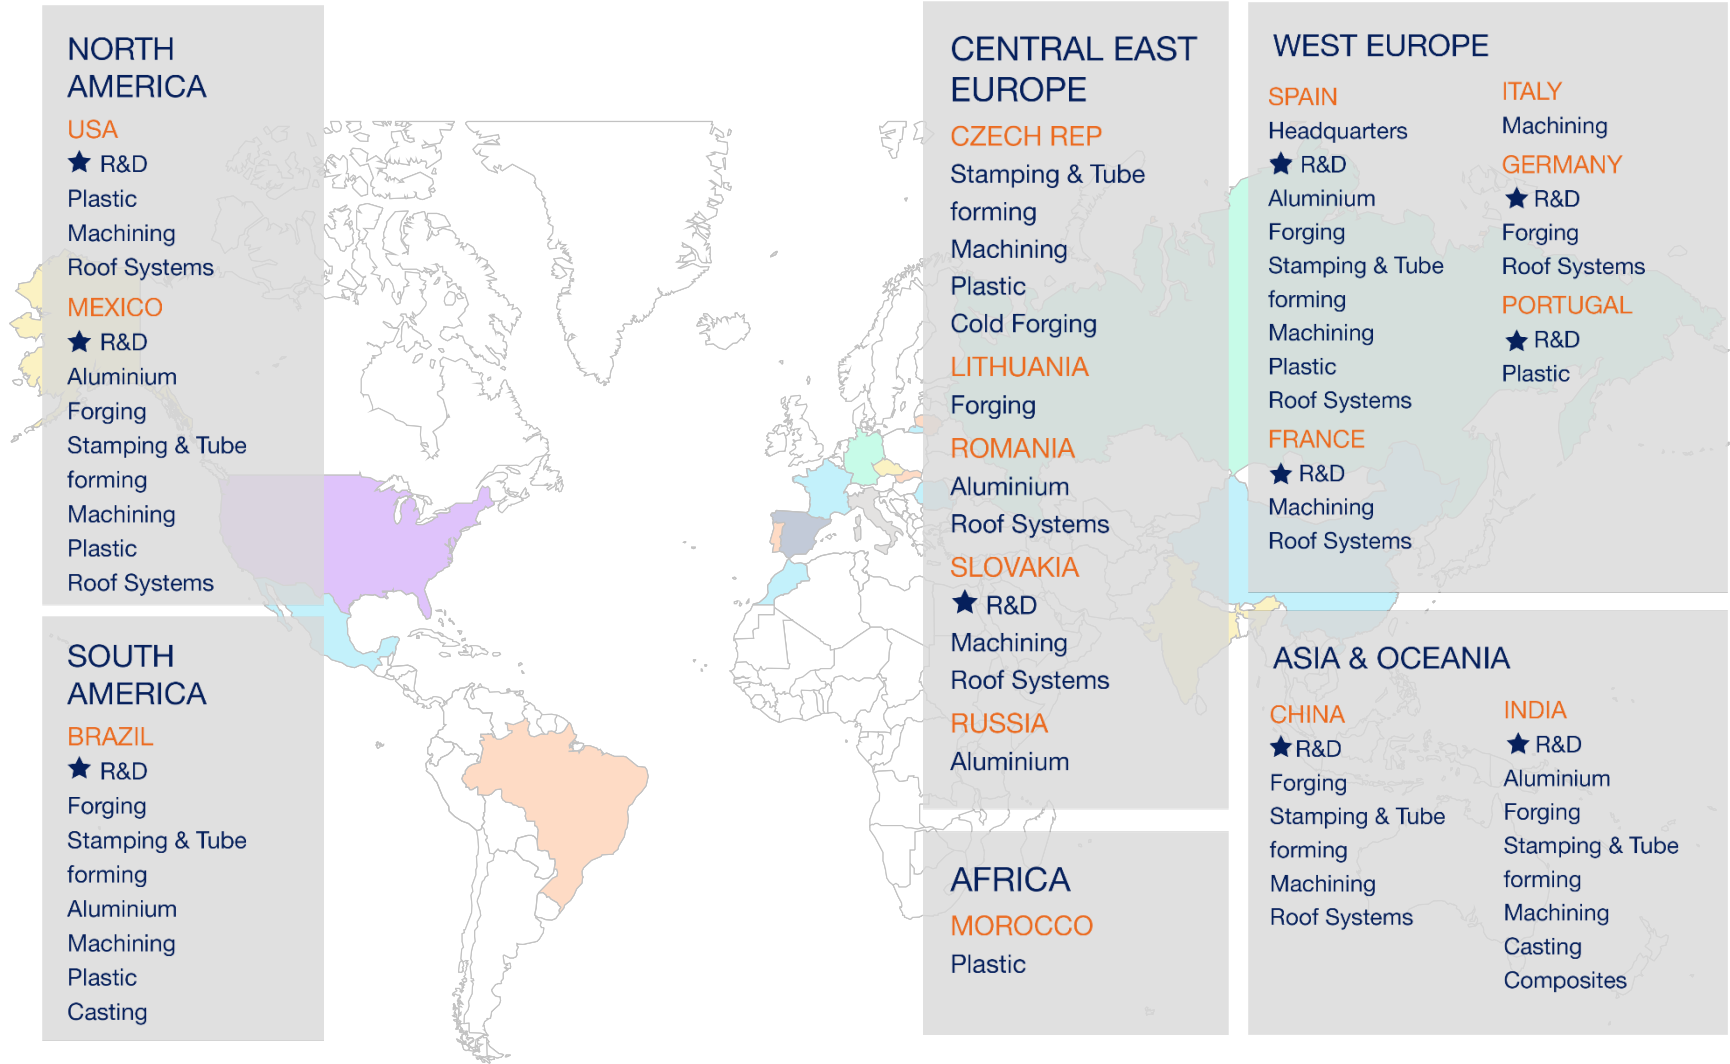 NORTH
AMERICA
USA
★ R&D
Plastic
Machining
Roof Systems
MEXICO
★ R&D
Aluminium
Forging
Stamping & Tube
forming
Machining
Plastic
Roof Systems
SOUTH
AMERICA
BRAZIL
★ R&D
Forging
Stamping & Tube
forming
Aluminium
Machining
Plastic
Casting
CENTRAL EAST
EUROPE
CZECH REP
Stamping & Tube
forming
Machining
Plastic
Cold Forging
LITHUANIA
Forging
ROMANIA
Aluminium
Roof Systems
SLOVAKIA
★ R&D
Machining
Roof Systems
RUSSIA
Aluminium
AFRICA
MOROCCO
Plastic
WEST EUROPE
SPAIN
Headquarters
★ R&D
Aluminium
Forging
Stamping & Tube
forming
Machining
Plastic
Roof Systems
FRANCE
★ R&D
Machining
Roof Systems
ITALY
Machining
GERMANY
★ R&D
Forging
Roof Systems
PORTUGAL
★ R&D
Plastic
ASIA & OCEANIA
CHINA
★ R&D
Forging
Stamping & Tube
forming
Machining
Roof Systems
INDIA
★ R&D
Aluminium
Forging
Stamping & Tube
forming
Machining
Casting
Composites